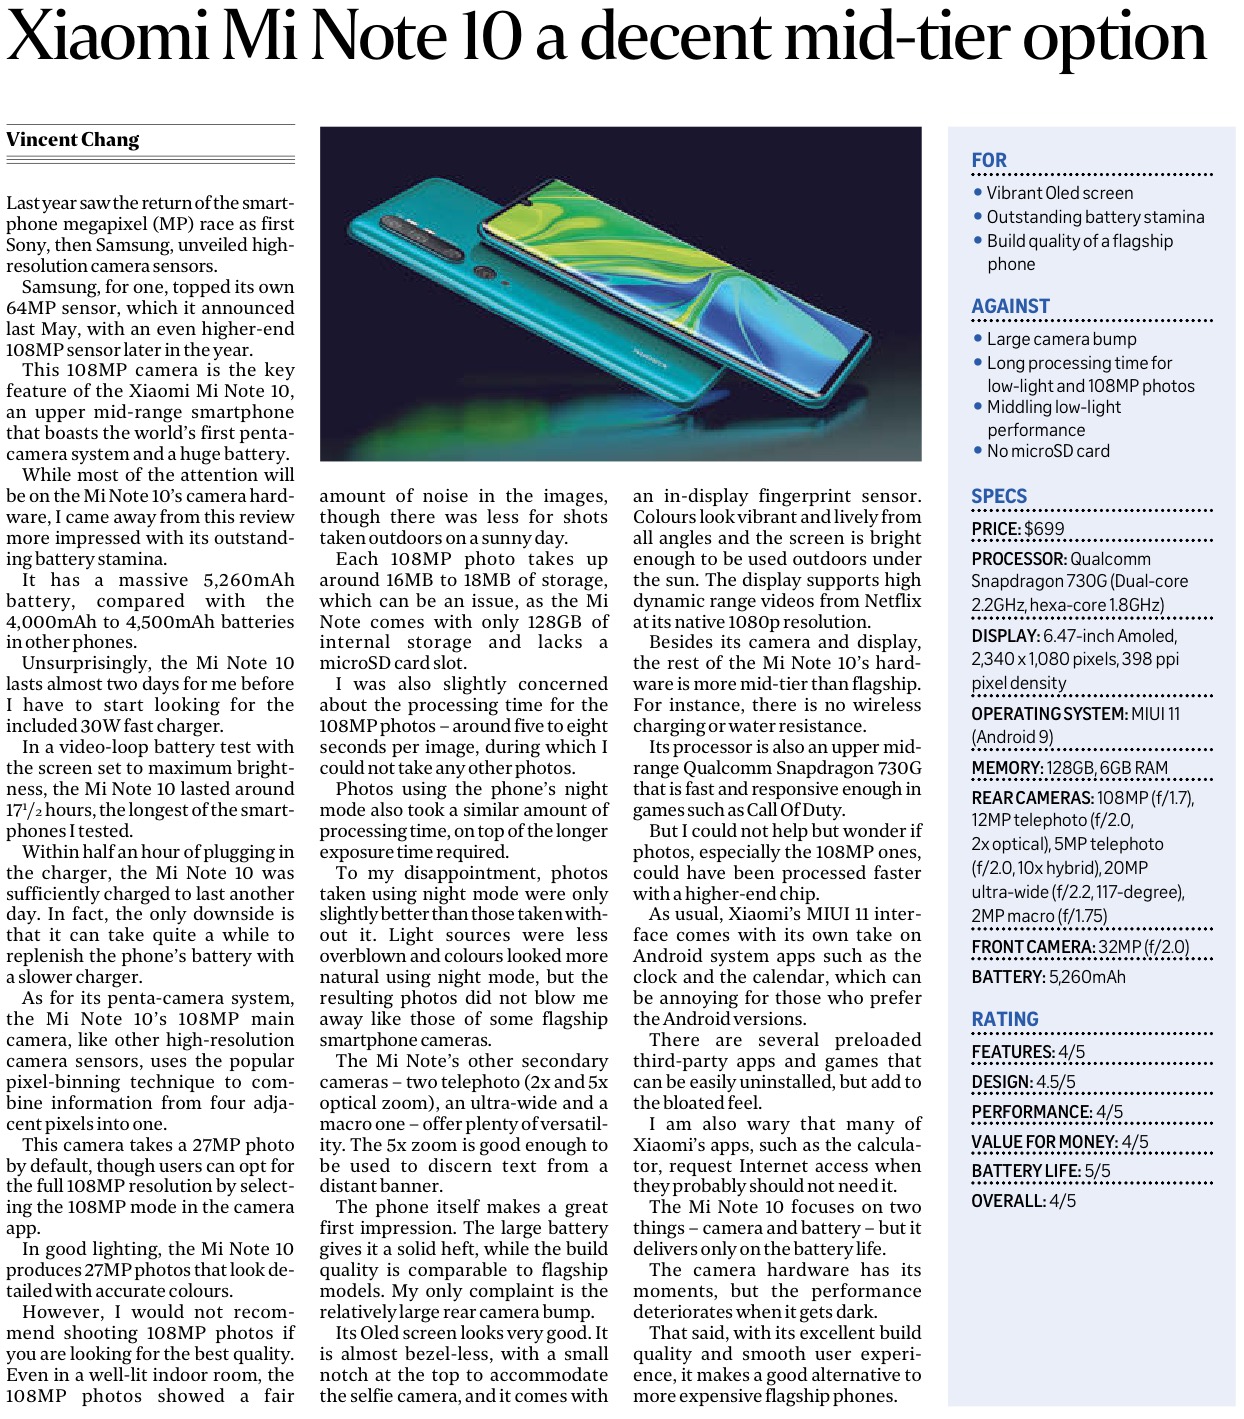 Xiaomi Mi Note 10 a decent mid-tier option
Vincent Chang
Last year saw the return of the smart-
phone megapixel (MP) race as first
Sony, then Samsung, unveiled high-
resolution camera sensors.
Samsung, for one, topped its own
64MP sensor, which it announced
last May, with an even higher-end
108MP sensor later in the year.
This 108MP camera is the key
feature of the Xiaomi Mi Note 10,
an upper mid-range smartphone
that boasts the world's first penta-
camera system and a huge battery.
While most of the attention will
be on the Mi Note 10's camera hard-
ware, I came away from this review
more impressed with its outstand-
ing battery stamina.
It has a massive 5,260mAh
battery, compared with the
4,000mAh to 4,500mAh batteries
in other phones.
Unsurprisingly, the Mi Note 10
lasts almost two days for me before
I have to start looking for the
included 30W fast charger.
In a video-loop battery test with
the screen set to maximum bright-
ness, the Mi Note 10 lasted around
17¹/₂ hours, the longest of the smart-
phones I tested.
Within half an hour of plugging in
the charger, the Mi Note 10 was
sufficiently charged to last another
day. In fact, the only downside is
that it can take quite a while to
replenish the phone's battery with
a slower charger.
As for its penta-camera system,
the Mi Note 10's 108MP main
camera, like other high-resolution
camera sensors, uses the popular
pixel-binning technique to com-
bine information from four adja-
cent pixels into one.
This camera takes a 27MP photo
by default, though users can opt for
the full 108MP resolution by select-
ing the 108MP mode in the camera
app.
In good lighting, the Mi Note 10
produces 27MP photos that look de-
tailed with accurate colours.
However, I would not recom-
mend shooting 108MP photos if
you are looking for the best quality.
Even in a well-lit indoor room, the
108MP photos showed a fair
amount of noise in the images,
though there was less for shots
taken outdoors on a sunny day.
Each 108MP photo takes up
around 16MB to 18MB of storage,
which can be an issue, as the Mi
Note comes with only 128GB of
internal storage and lacks a
microSD card slot.
I was also slightly concerned
about the processing time for the
108MP photos – around five to eight
seconds per image, during which I
could not take any other photos.
Photos using the phone's night
mode also took a similar amount of
processing time, on top of the longer
exposure time required.
To my disappointment, photos
taken using night mode were only
slightly better than those taken with-
out it. Light sources were less
overblown and colours looked more
natural using night mode, but the
resulting photos did not blow me
away like those of some flagship
smartphone cameras.
The Mi Note's other secondary
cameras – two telephoto (2x and 5x
optical zoom), an ultra-wide and a
macro one – offer plenty of versatil-
ity. The 5x zoom is good enough to
be used to discern text from a
distant banner.
The phone itself makes a great
first impression. The large battery
gives it a solid heft, while the build
quality is comparable to flagship
models. My only complaint is the
relatively large rear camera bump.
Its Oled screen looks very good. It
is almost bezel-less, with a small
notch at the top to accommodate
the selfie camera, and it comes with
an in-display fingerprint sensor.
Colours look vibrant and lively from
all angles and the screen is bright
enough to be used outdoors under
the sun. The display supports high
dynamic range videos from Netflix
at its native 1080p resolution.
Besides its camera and display,
the rest of the Mi Note 10's hard-
ware is more mid-tier than flagship.
For instance, there is no wireless
charging or water resistance.
Its processor is also an upper mid-
range Qualcomm Snapdragon 730G
that is fast and responsive enough in
games such as Call Of Duty.
But I could not help but wonder if
photos, especially the 108MP ones,
could have been processed faster
with a higher-end chip.
As usual, Xiaomi's MIUI 11 inter-
face comes with its own take on
Android system apps such as the
clock and the calendar, which can
be annoying for those who prefer
the Android versions.
There are several preloaded
third-party apps and games that
can be easily uninstalled, but add to
the bloated feel.
I am also wary that many of
Xiaomi's apps, such as the calcula-
tor, request Internet access when
they probably should not need it.
The Mi Note 10 focuses on two
things – camera and battery – but it
delivers only on the battery life.
The camera hardware has its
moments, but the performance
deteriorates when it gets dark.
That said, with its excellent build
quality and smooth user experi-
ence, it makes a good alternative to
more expensive flagship phones.
FOR
• Vibrant Oled screen
• Outstanding battery stamina
• Build quality of a flagship
phone
AGAINST
• Large camera bump
• Long processing time for
low-light and 108MP photos
• Middling low-light
performance
• No microSD card
SPECS
PRICE: $699
PROCESSOR: Qualcomm
Snapdragon 730G (Dual-core
2.2GHz, hexa-core 1.8GHz)
DISPLAY: 6.47-inch Amoled,
2,340 x 1,080 pixels, 398 ppi
pixel density
OPERATING SYSTEM: MIUI 11
(Android 9)
MEMORY: 128GB, 6GB RAM
REAR CAMERAS: 108MP (f/1.7),
12MP telephoto (f/2.0,
2x optical), 5MP telephoto
(f/2.0, 10x hybrid), 20MP
ultra-wide (f/2.2, 117-degree),
2MP macro (f/1.75)
FRONT CAMERA: 32MP (f/2.0)
BATTERY: 5,260mAh
RATING
FEATURES: 4/5
DESIGN: 4.5/5
PERFORMANCE: 4/5
VALUE FOR MONEY: 4/5
BATTERY LIFE: 5/5
OVERALL: 4/5